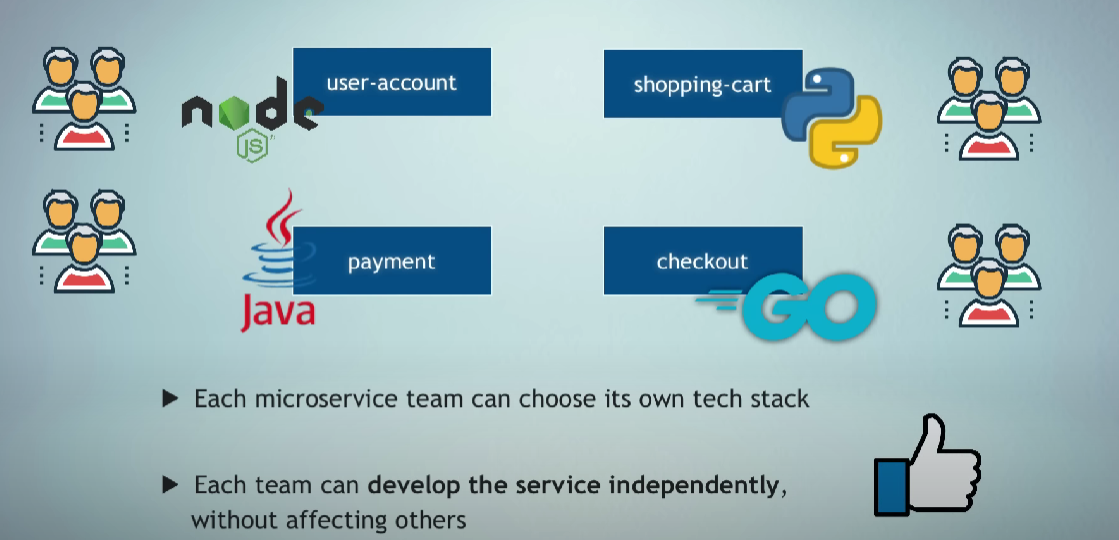 user-account
shopping-cart
node
JS
payment
checkout
Java
GO
Each microservice team can choose its own tech stack
Each team can develop the service independently,
without affecting others